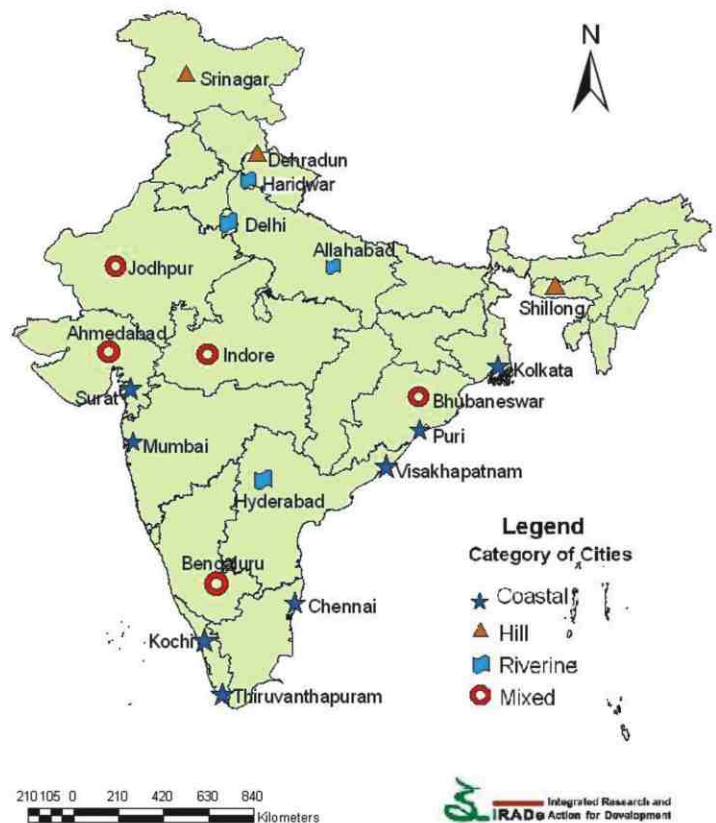 N
Srinagar
Dehradun
Haridwar
Delhi
Allahabad
Jodhpur
Shillong
Ahmedabad
Indore
Kolkata
Surat
Bhubaneswar
Puri
Mumbai
Visakhapatnam
Hyderabad
Legend
Category of Cities
Bengaluru
Coastal
Chennai
Hill
Kochi
Riverine
Thiruvanthapuram
Mixed
210 105 0 210 420 630 840
Kilometers
IRADe
Integrated Research and
Action for Development